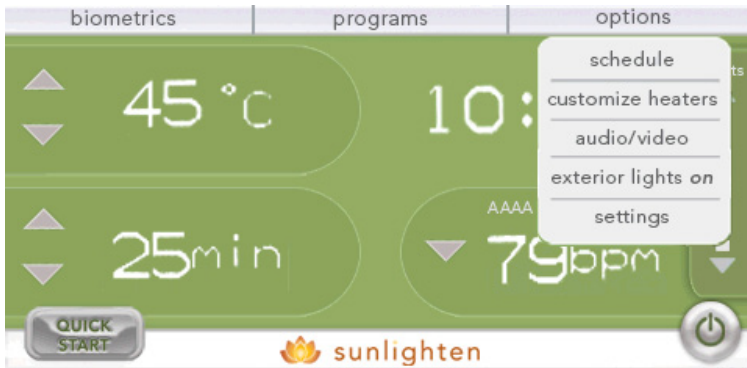 biometrics programs options
schedule
customize heaters
audio/video
exterior lights on
settings
45 °C
10:
ts
25min
AAAA
79bpm
QUICK
START
sunlighten